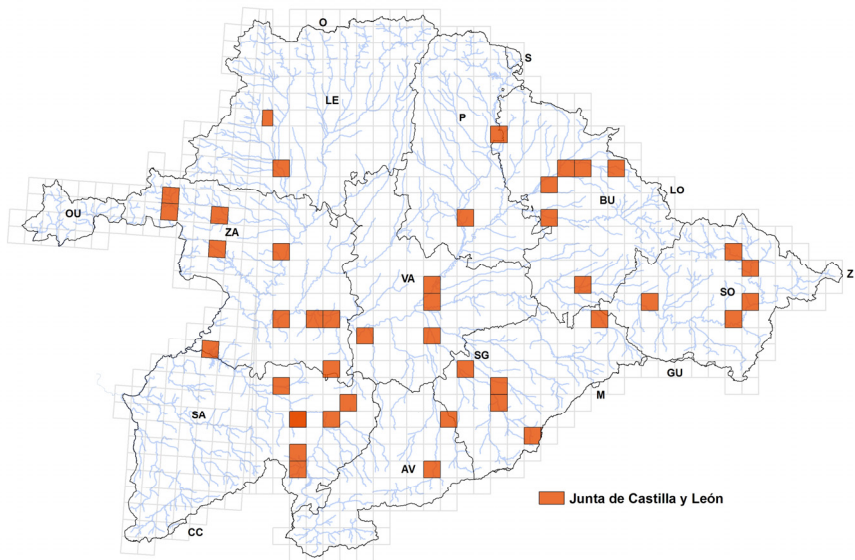 O
S
LE
P
LO
OU
BU
ZA
Z
VA
SO
SG
GU
M
SA
AV
Junta de Castilla y León
CC